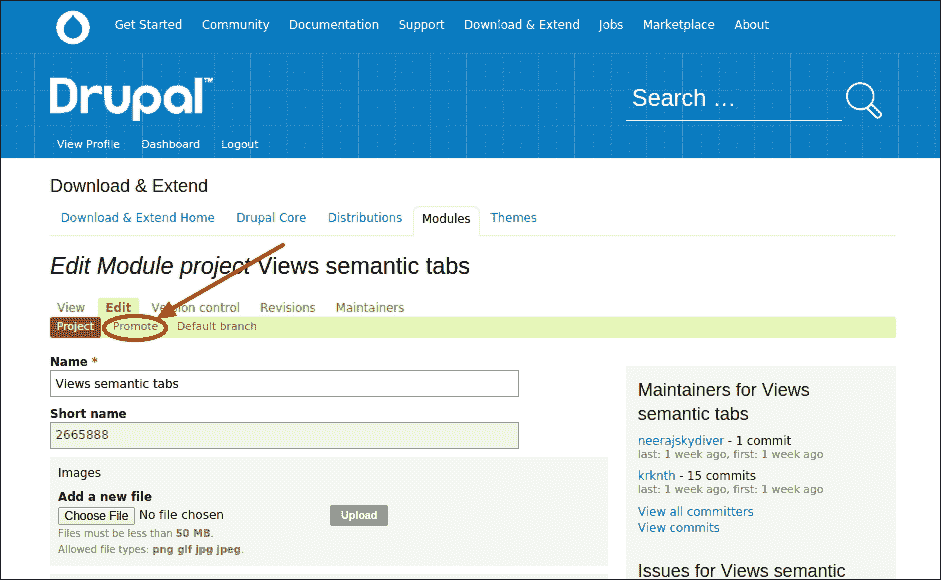 Get Started Community Documentation Support Download & Extend Jobs Marketplace About
Drupal™
Search …
View Profile Dashboard Logout
Download & Extend
Download & Extend Home Drupal Core Distributions Modules Themes
Edit Module project Views semantic tabs
View Edit Version control Revisions Maintainers
Project Promote Default branch
Name *
Views semantic tabs
Short name
2665888
Images
Add a new file
Choose File No file chosen Upload
Files must be less than 50 MB.
Allowed file types: png gif jpg jpeg.
Maintainers for Views
semantic tabs
neerajskydiver - 1 commit
last: 1 week ago, first: 1 week ago
krknth - 15 commits
last: 1 week ago, first: 1 week ago
View all committers
View commits
Issues for Views semantic